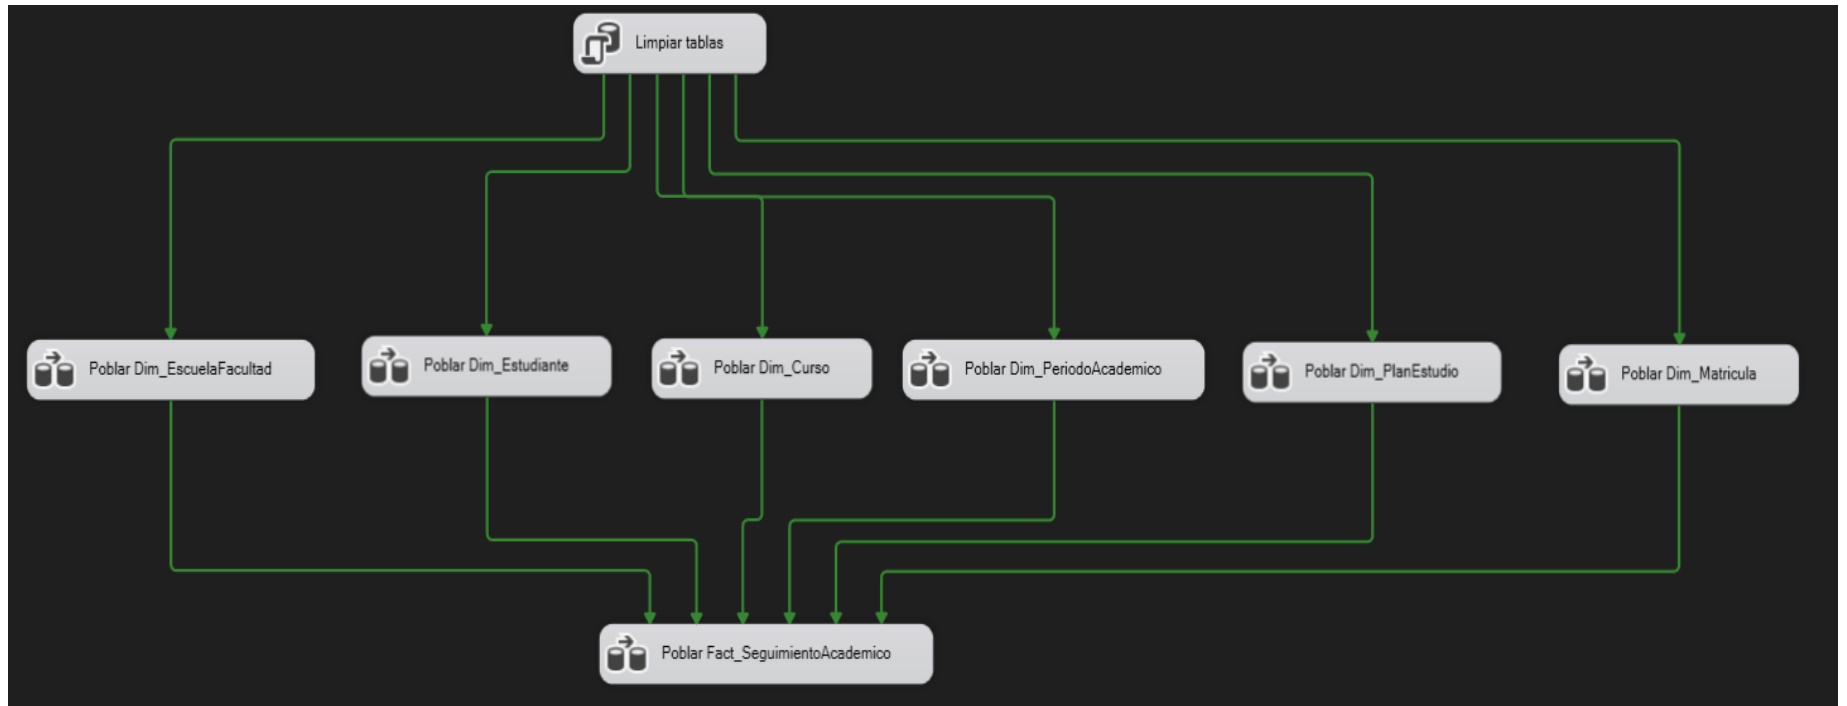 Limpiar tablas
Poblar Dim_EscuelaFacultad
Poblar Dim_Estudiante
Poblar Dim_Curso
Poblar Dim_PeriodoAcademico
Poblar Dim_PlanEstudio
Poblar Dim_Matricula
Poblar Fact_SeguimientoAcademico